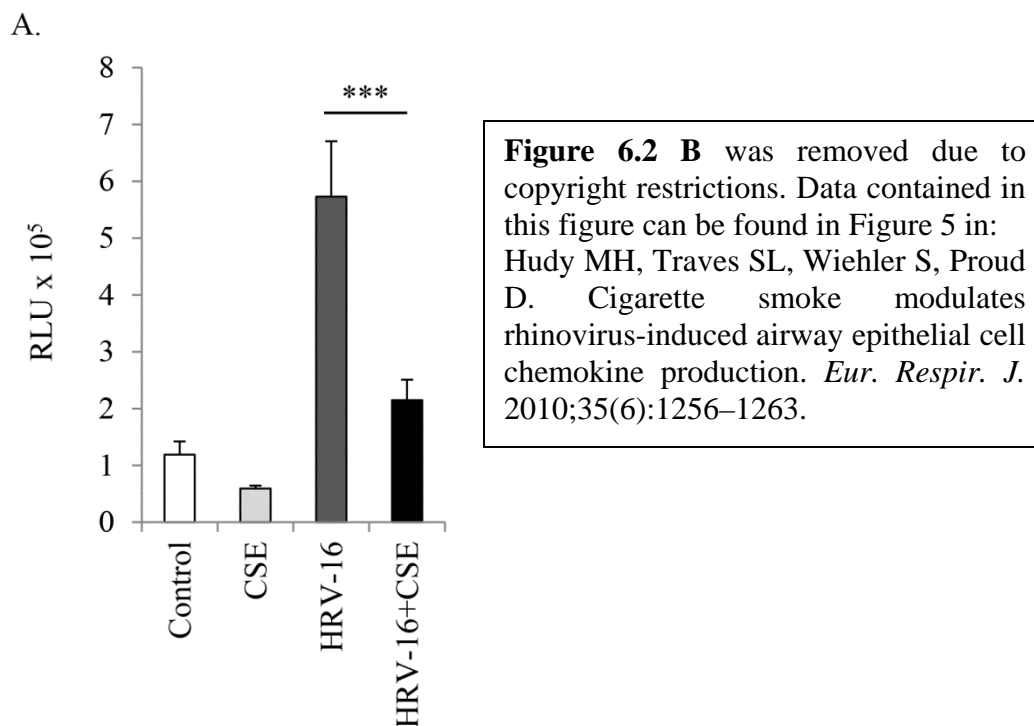 A.
8
7
6
5
4
3
2
1
0
RLU x 10⁵
***
Control
CSE
HRV-16
HRV-16+CSE
Figure 6.2 B was removed due to
copyright restrictions. Data contained in
this figure can be found in Figure 5 in:
Hudy MH, Traves SL, Wiehler S, Proud
D. Cigarette smoke modulates
rhinovirus-induced airway epithelial cell
chemokine production. Eur. Respir. J.
2010;35(6):1256–1263.